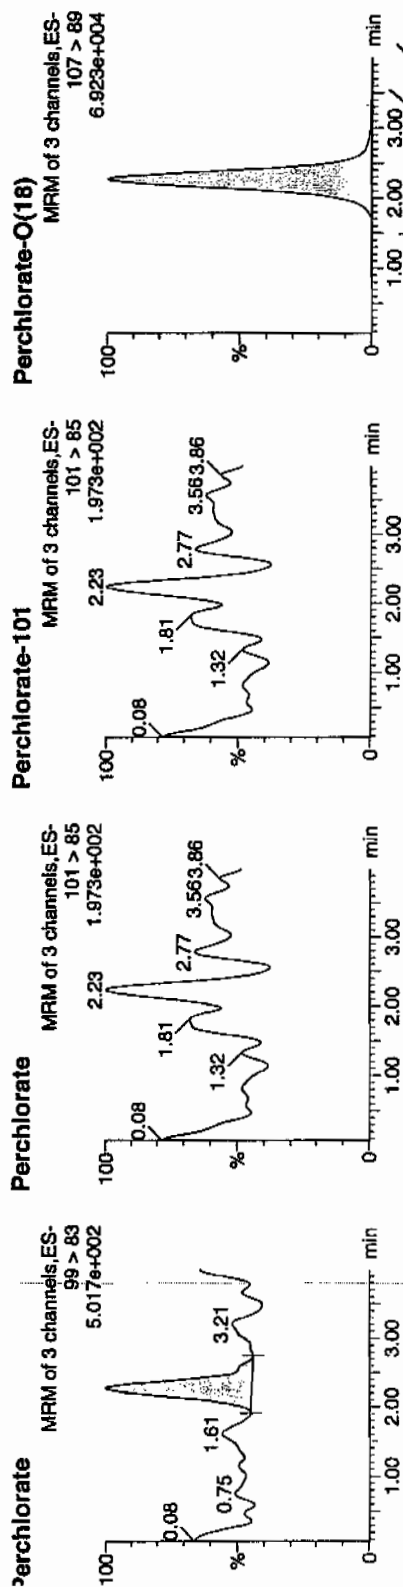 Perchlorate
MRM of 3 channels,ES-
99 > 83
5.017e+002
100
%
0
0.08
0.75
1.61
3.21
1.00
2.00
3.00
min
Perchlorate
MRM of 3 channels,ES-
101 > 85
1.973e+002
100
%
0
0.08
1.32
1.81
2.23
2.77
3.563.86
1.00
2.00
3.00
min
Perchlorate-101
MRM of 3 channels,ES-
101 > 85
1.973e+002
100
%
0
0.08
1.32
1.81
2.23
2.77
3.563.86
1.00
2.00
3.00
min
Perchlorate-O(18)
MRM of 3 channels,ES-
107 > 89
6.923e+004
100
%
0
1.00
2.00
3.00
min